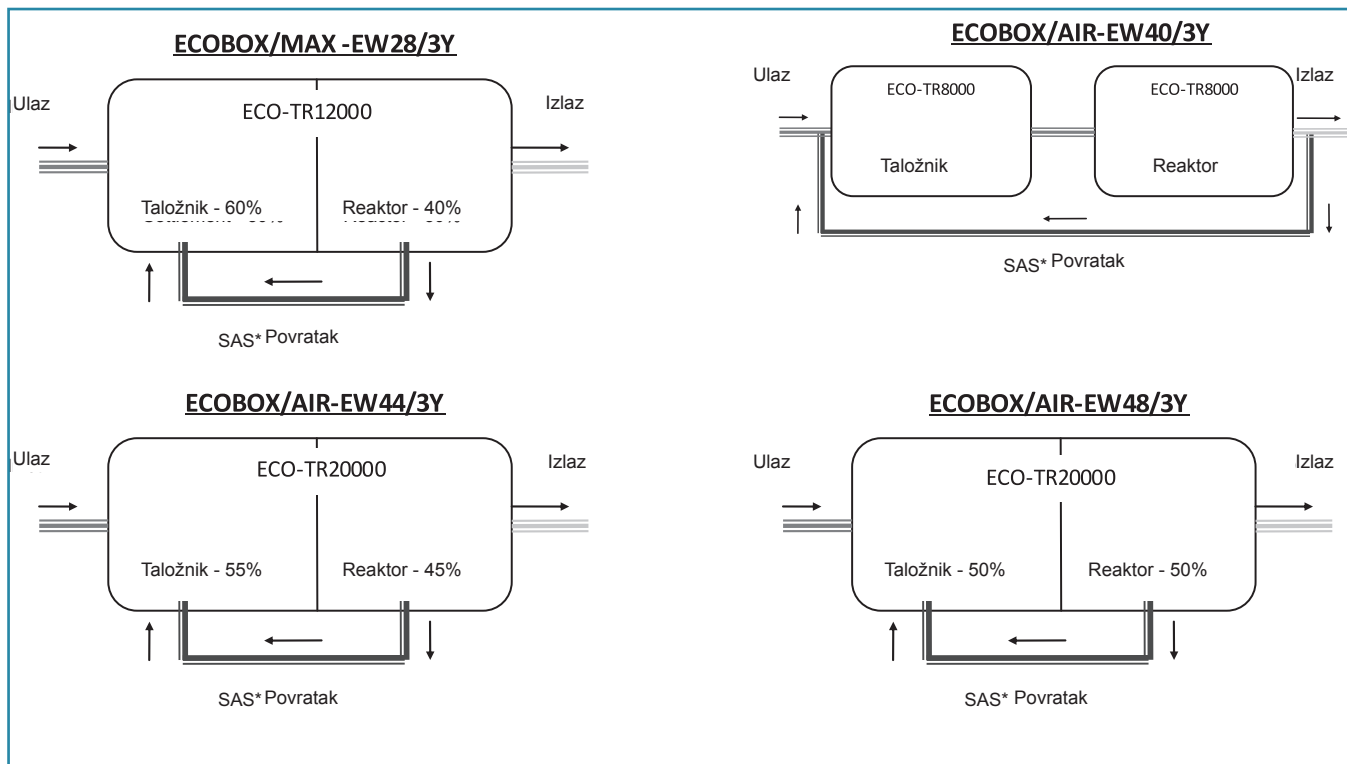 ECOBOX/MAX -EW28/3Y
Ulaz
ECO-TR12000
Izlaz
Taložnik - 60%
Reaktor - 40%
SAS* Povratak
ECOBOX/AIR-EW40/3Y
Ulaz
ECO-TR8000
ECO-TR8000
Izlaz
Taložnik
Reaktor
SAS* Povratak
ECOBOX/AIR-EW44/3Y
Ulaz
ECO-TR20000
Izlaz
Taložnik - 55%
Reaktor - 45%
SAS* Povratak
ECOBOX/AIR-EW48/3Y
Ulaz
ECO-TR20000
Izlaz
Taložnik - 50%
Reaktor - 50%
SAS* Povratak